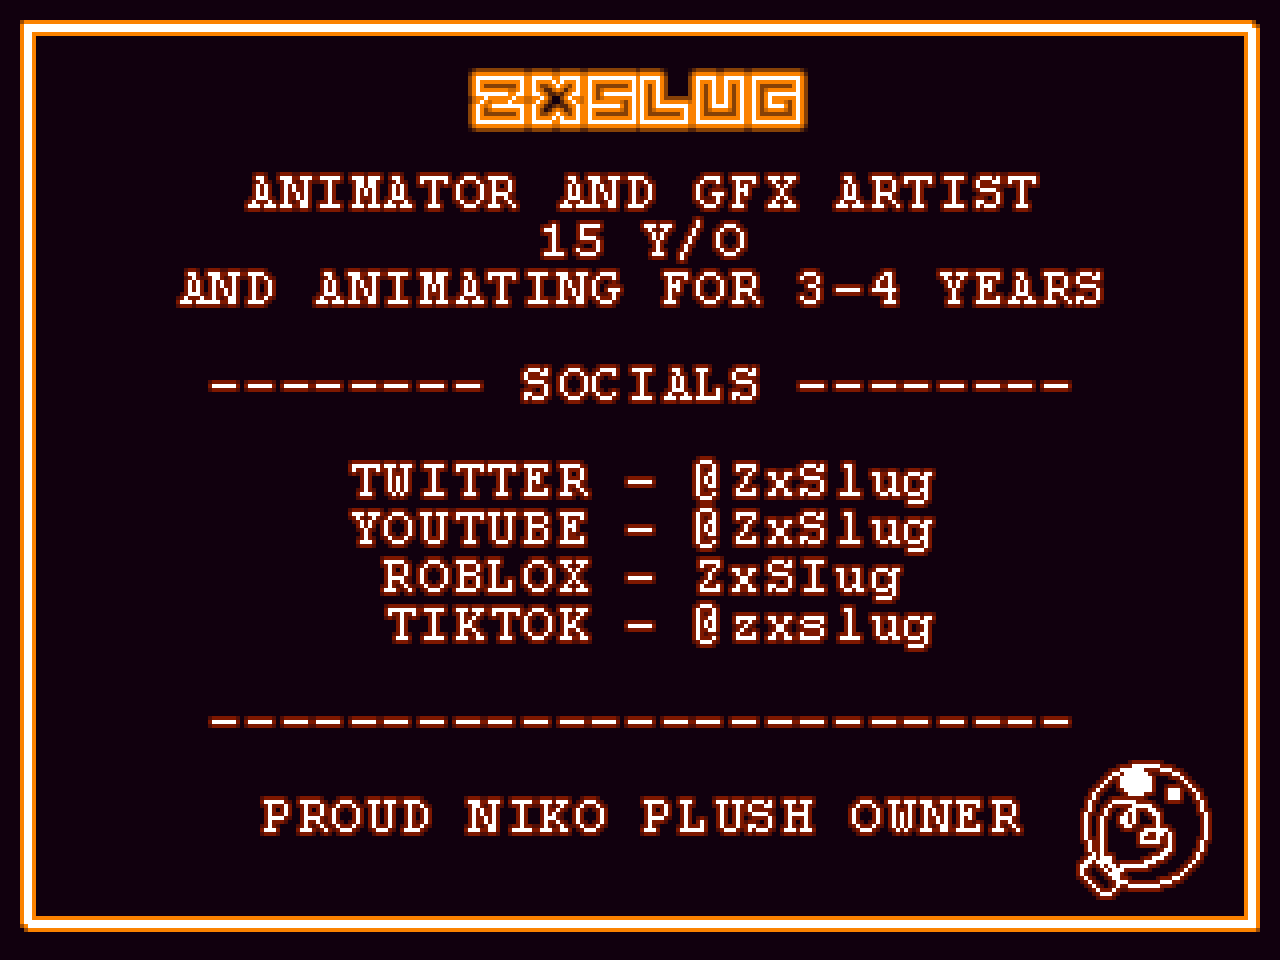 ZXSLUG
ANIMATOR AND GFX ARTIST
15 Y/O
AND ANIMATING FOR 3-4 YEARS
-------- SOCIALS --------
TWITTER - @ZxSlug
YOUTUBE - @ZxSlug
ROBLOX - ZxSIug
TIKTOK - @zxslug
-------------------------
PROUD NIKO PLUSH OWNER